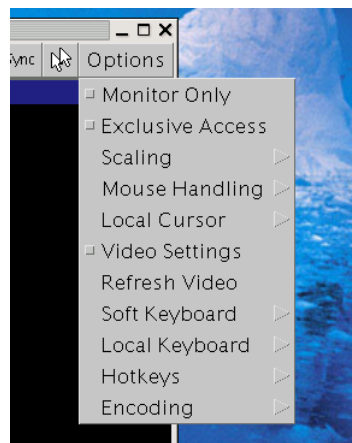 Sync Options
Monitor Only
Exclusive Access
Scaling
Mouse Handling
Local Cursor
Video Settings
Refresh Video
Soft Keyboard
Local Keyboard
Hotkeys
Encoding